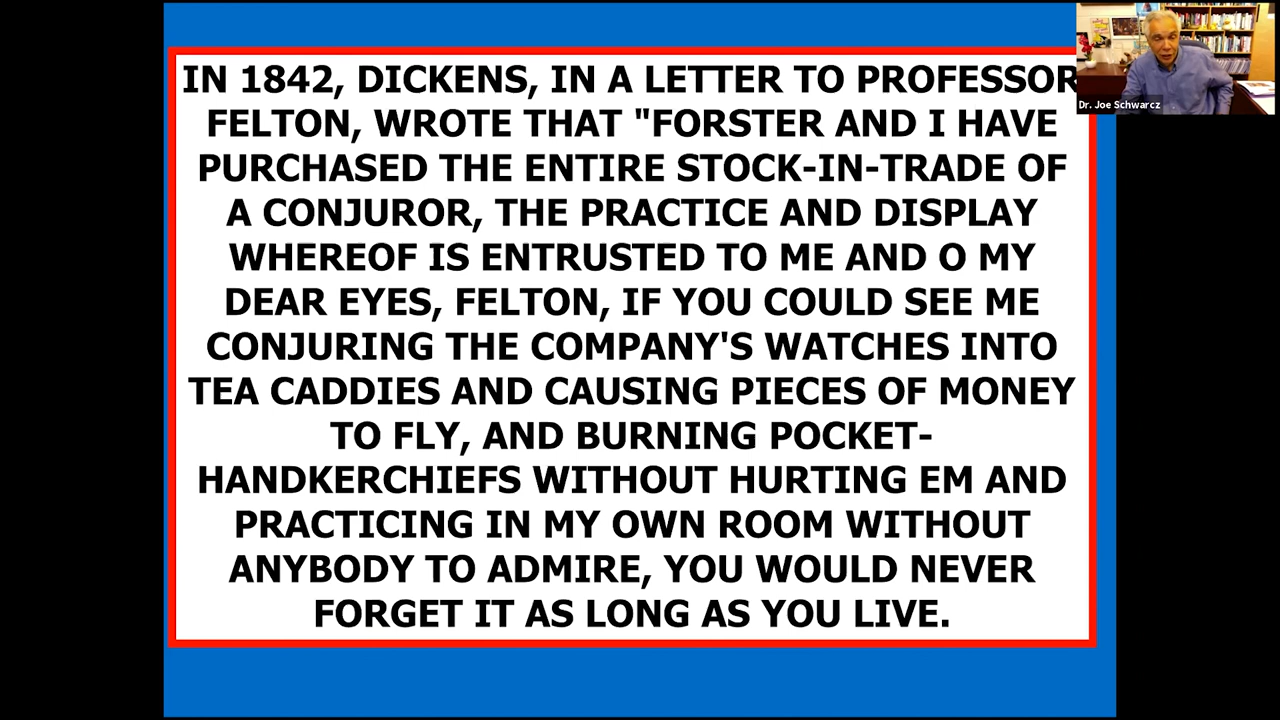 IN 1842, DICKENS, IN A LETTER TO PROFESSOR
FELTON, WROTE THAT "FORSTER AND I HAVE
PURCHASED THE ENTIRE STOCK-IN-TRADE OF
A CONJUROR, THE PRACTICE AND DISPLAY
WHEREOF IS ENTRUSTED TO ME AND O MY
DEAR EYES, FELTON, IF YOU COULD SEE ME
CONJURING THE COMPANY'S WATCHES INTO
TEA CADDIES AND CAUSING PIECES OF MONEY
TO FLY, AND BURNING POCKET-
HANDKERCHIEFS WITHOUT HURTING EM AND
PRACTICING IN MY OWN ROOM WITHOUT
ANYBODY TO ADMIRE, YOU WOULD NEVER
FORGET IT AS LONG AS YOU LIVE.
Dr. Joe Schwarcz